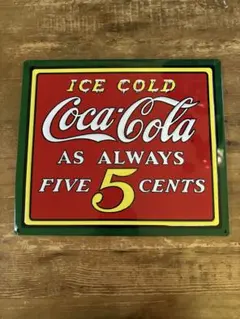 ICE COLD
Coca-Cola
AS ALWAYS
FIVE 5 CENTS